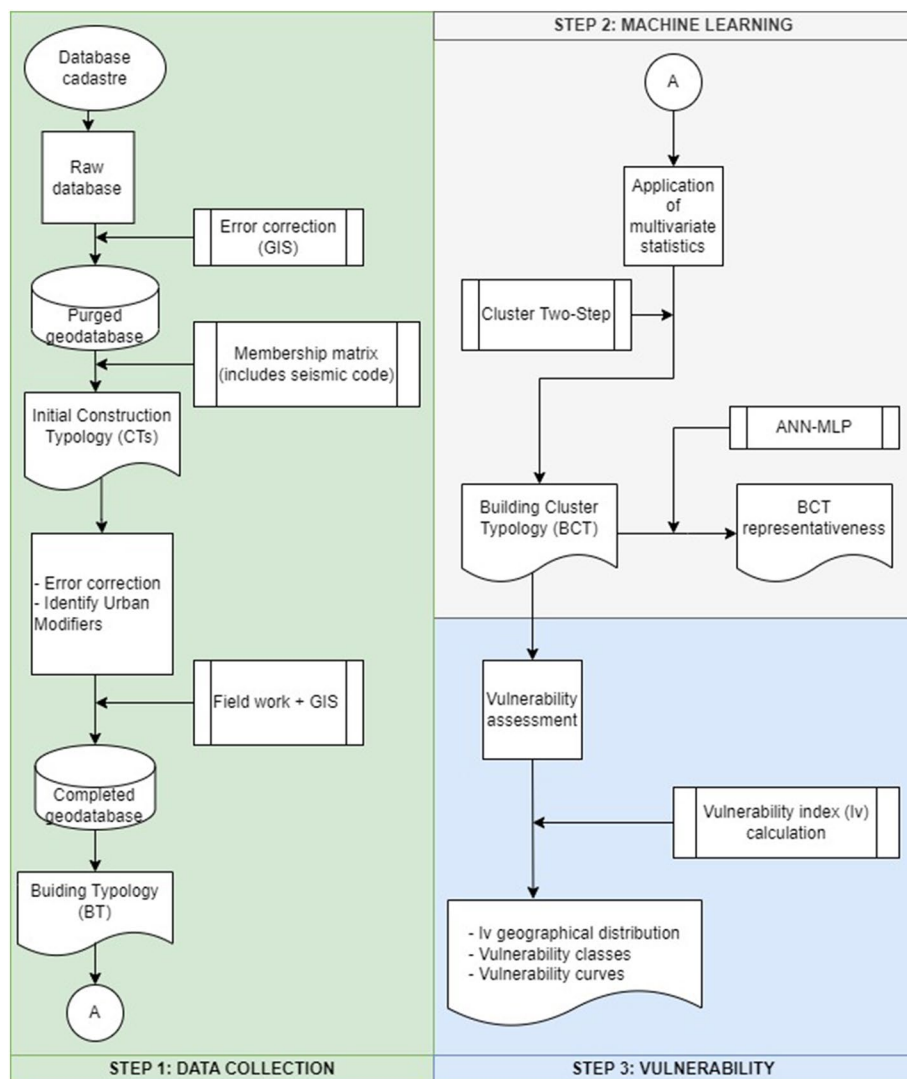 Database
cadastre
Raw
database
Error correction
(GIS)
Purged
geodatabase
Membership matrix
(includes seismic code)
Initial Construction
Typology (CTs)
- Error correction
- Identify Urban
Modifiers
Field work + GIS
Completed
geodatabase
Buiding Typology
(BT)
A
STEP 1: DATA COLLECTION
STEP 2: MACHINE LEARNING
A
Application
of
multivariate
statistics
Cluster Two-Step
ANN-MLP
Building Cluster
Typology (BCT)
BCT
representativeness
Vulnerability
assessment
Vulnerability index (Iv)
calculation
- Iv geographical distribution
- Vulnerability classes
- Vulnerability curves
STEP 3: VULNERABILITY